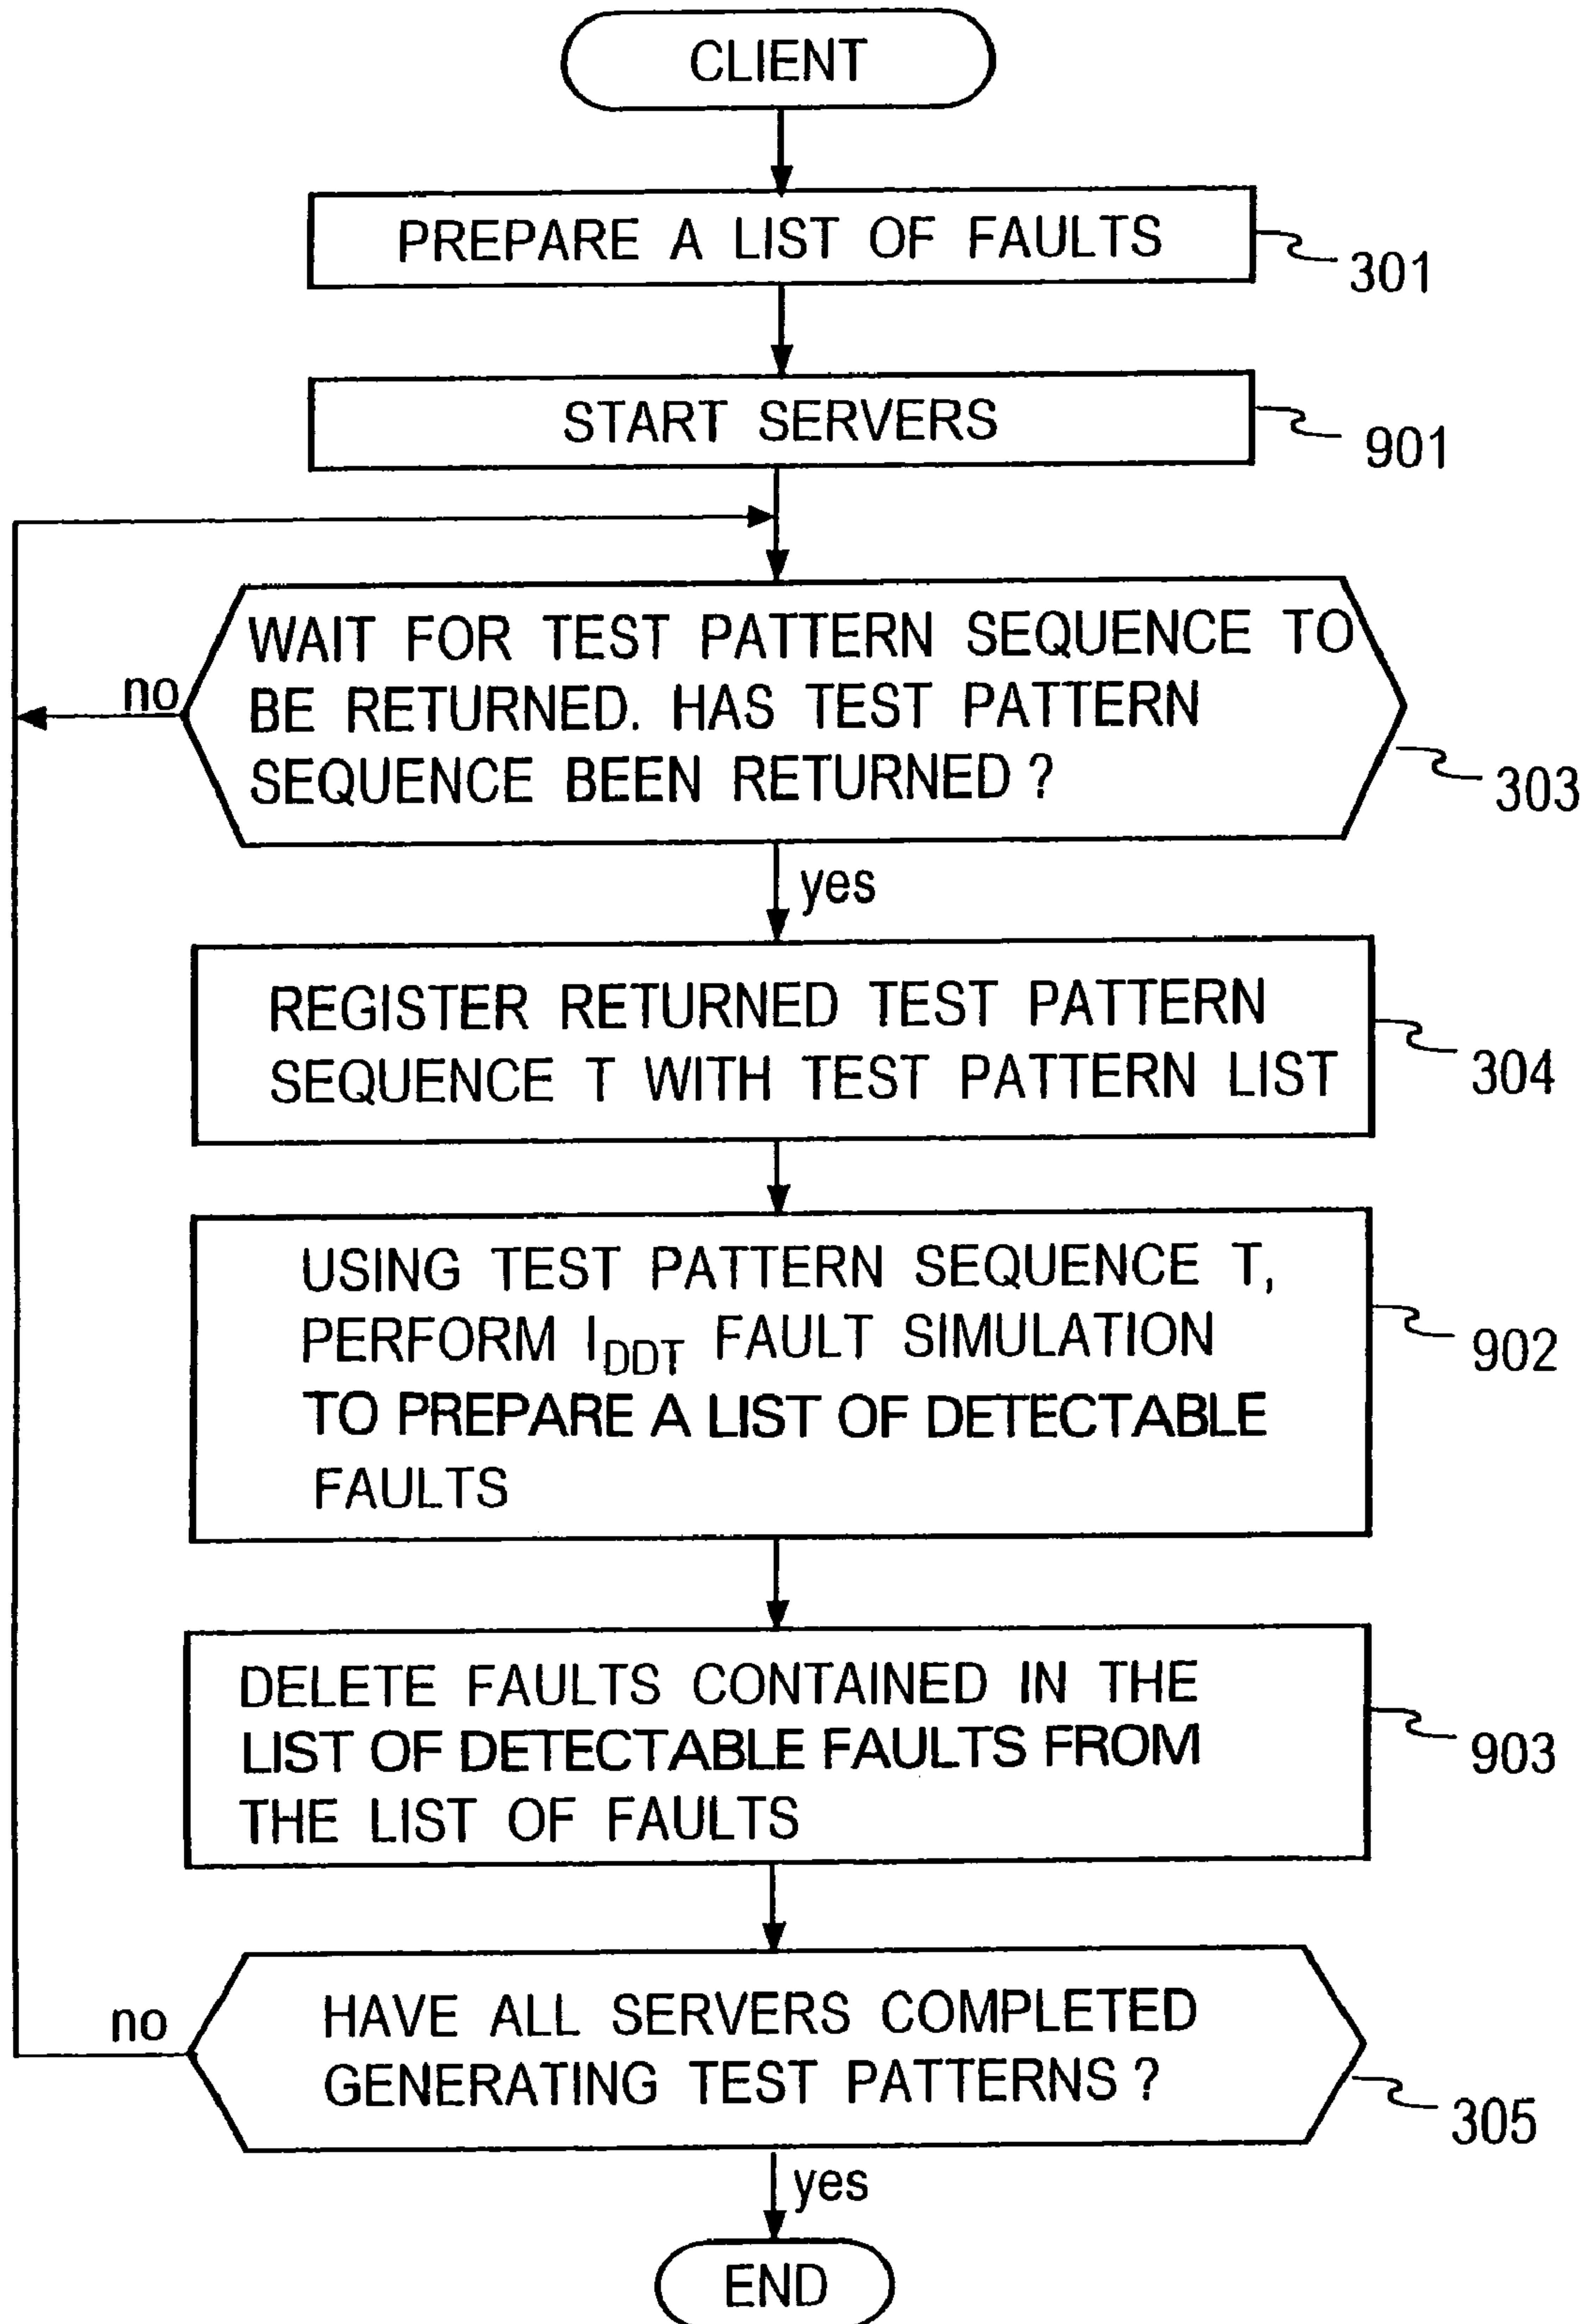 CLIENT
PREPARE A LIST OF FAULTS
301
START SERVERS
901
WAIT FOR TEST PATTERN SEQUENCE TO
BE RETURNED. HAS TEST PATTERN
SEQUENCE BEEN RETURNED ?
no
303
yes
REGISTER RETURNED TEST PATTERN
SEQUENCE T WITH TEST PATTERN LIST
304
USING TEST PATTERN SEQUENCE T,
PERFORM IDDT FAULT SIMULATION
TO PREPARE A LIST OF DETECTABLE
FAULTS
902
DELETE FAULTS CONTAINED IN THE
LIST OF DETECTABLE FAULTS FROM
THE LIST OF FAULTS
903
HAVE ALL SERVERS COMPLETED
GENERATING TEST PATTERNS ?
no
305
yes
END